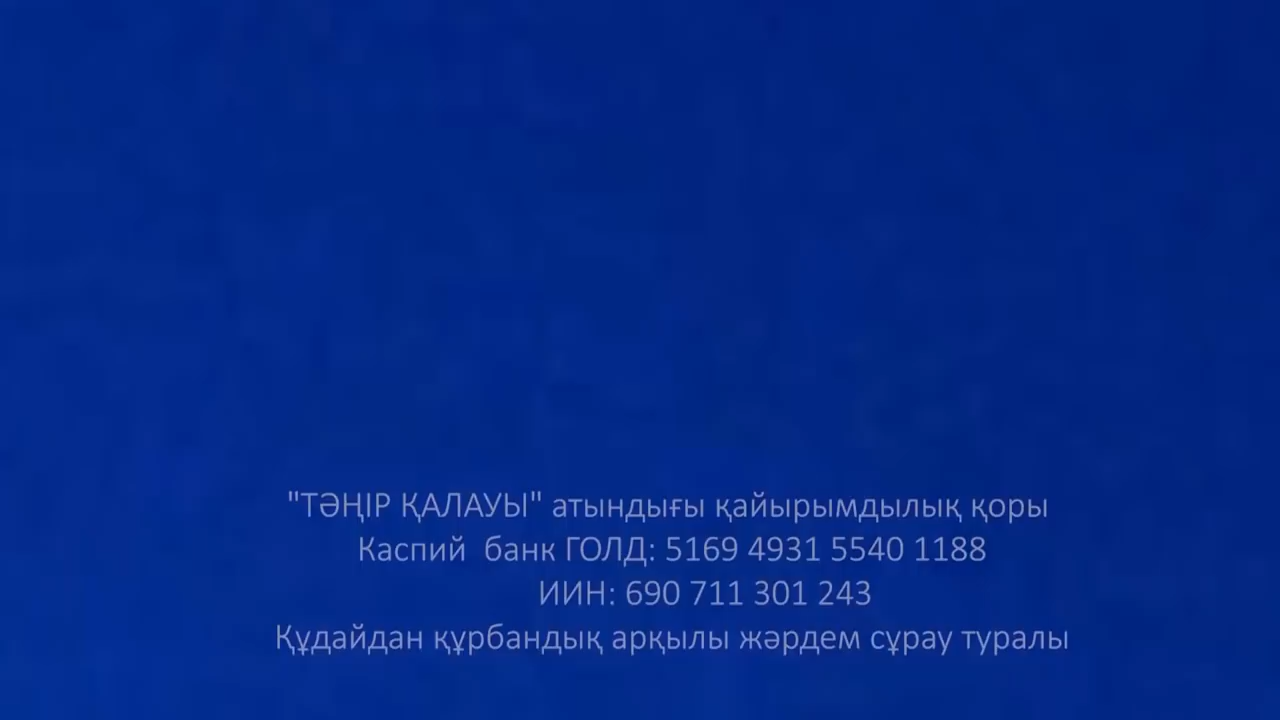 "ТӘҢІР ҚАЛАУЫ" атындығы қайырымдылық қоры
Каспий банк ГОЛД: 5169 4931 5540 1188
ИИН: 690 711 301 243
Құдайдан құрбандық арқылы жәрдем сұрау туралы